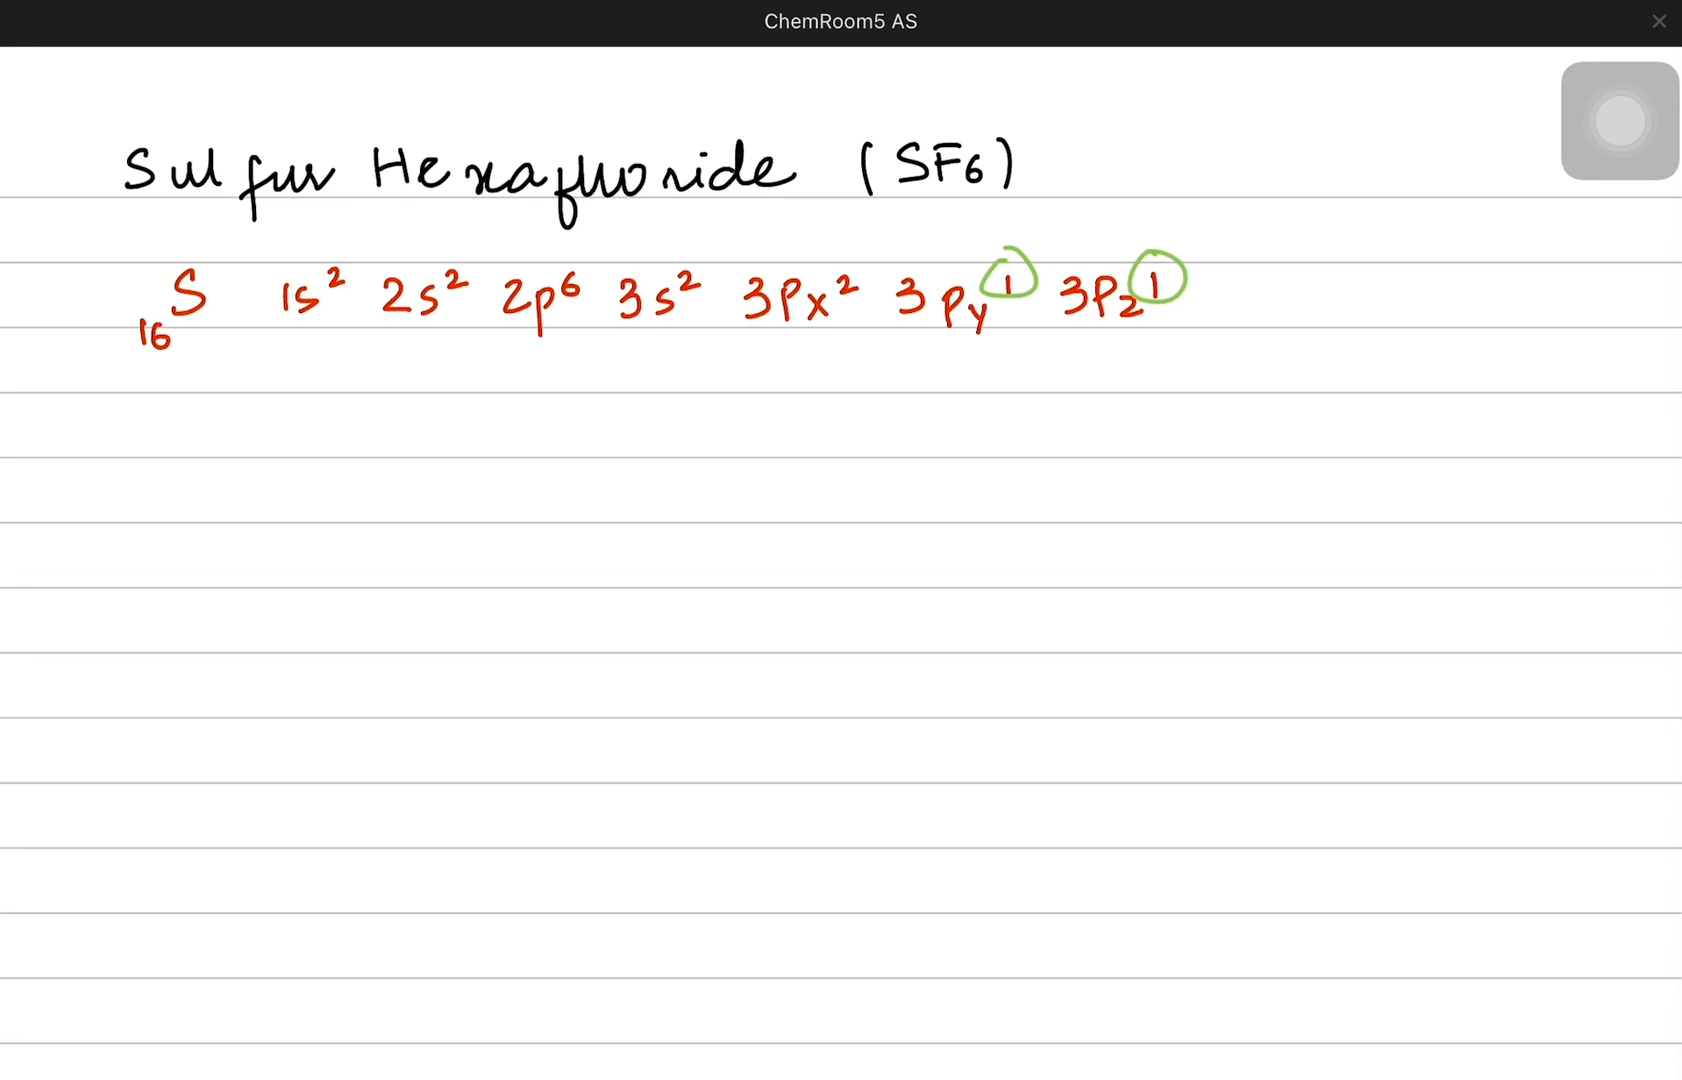 ChemRoom5 AS
Sulfur Hexafluoride (SF6)
16S 1s² 2s² 2p⁶ 3s² 3Px² 3Py¹ 3Pz¹